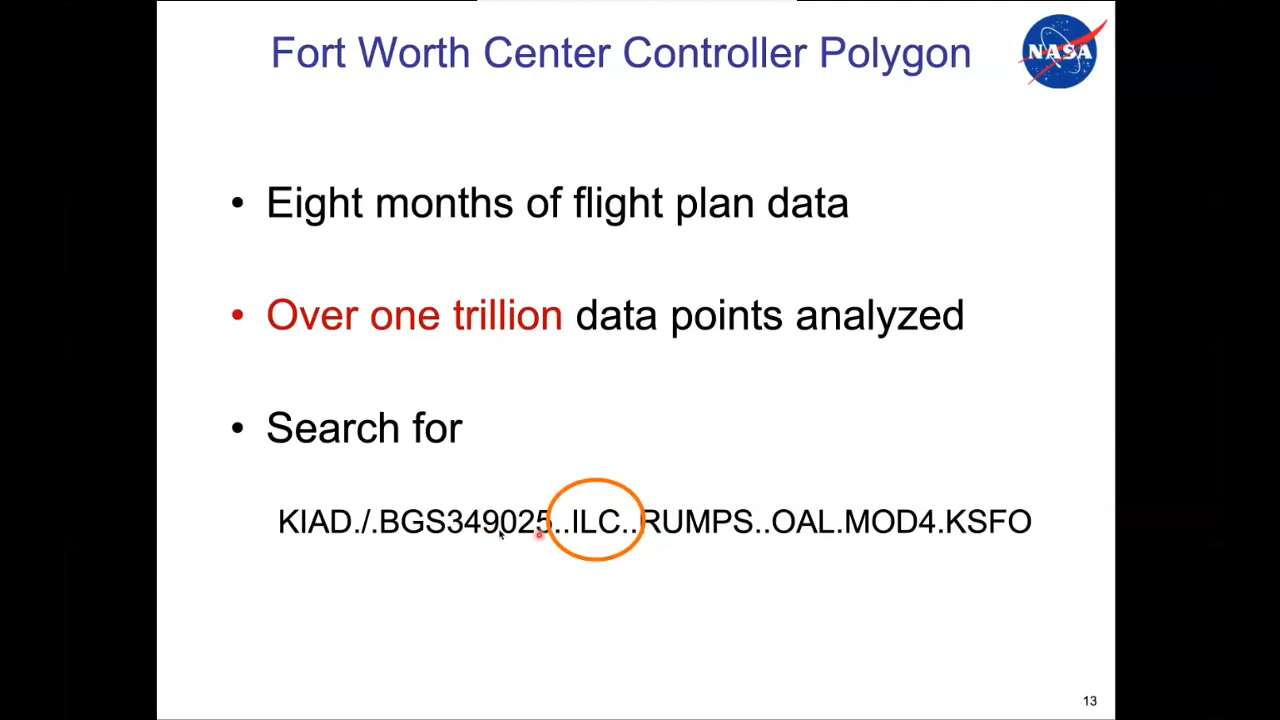 Fort Worth Center Controller Polygon
NASA
• Eight months of flight plan data
• Over one trillion data points analyzed
• Search for
KIAD./.BGS349025..ILC..RUMPS..OAL.MOD4.KSFO
13